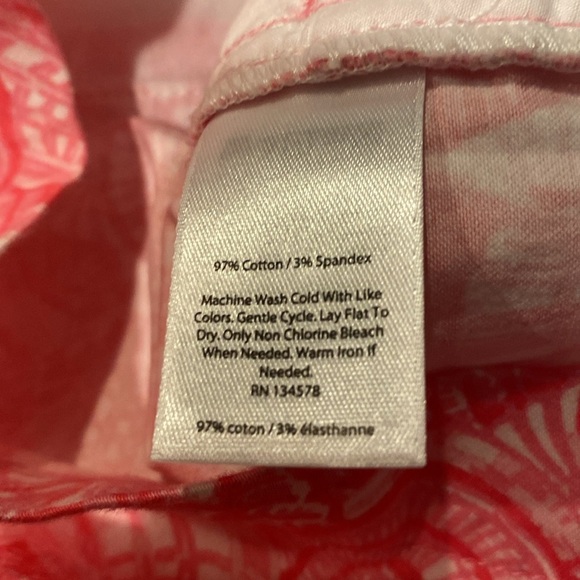 97% Cotton / 3% Spandex
Machine Wash Cold With Like
Colors. Gentle Cycle. Lay Flat To
Dry. Only Non Chlorine Bleach
When Needed. Warm Iron If
Needed.
RN 134578
97% coton / 3% élasthanne